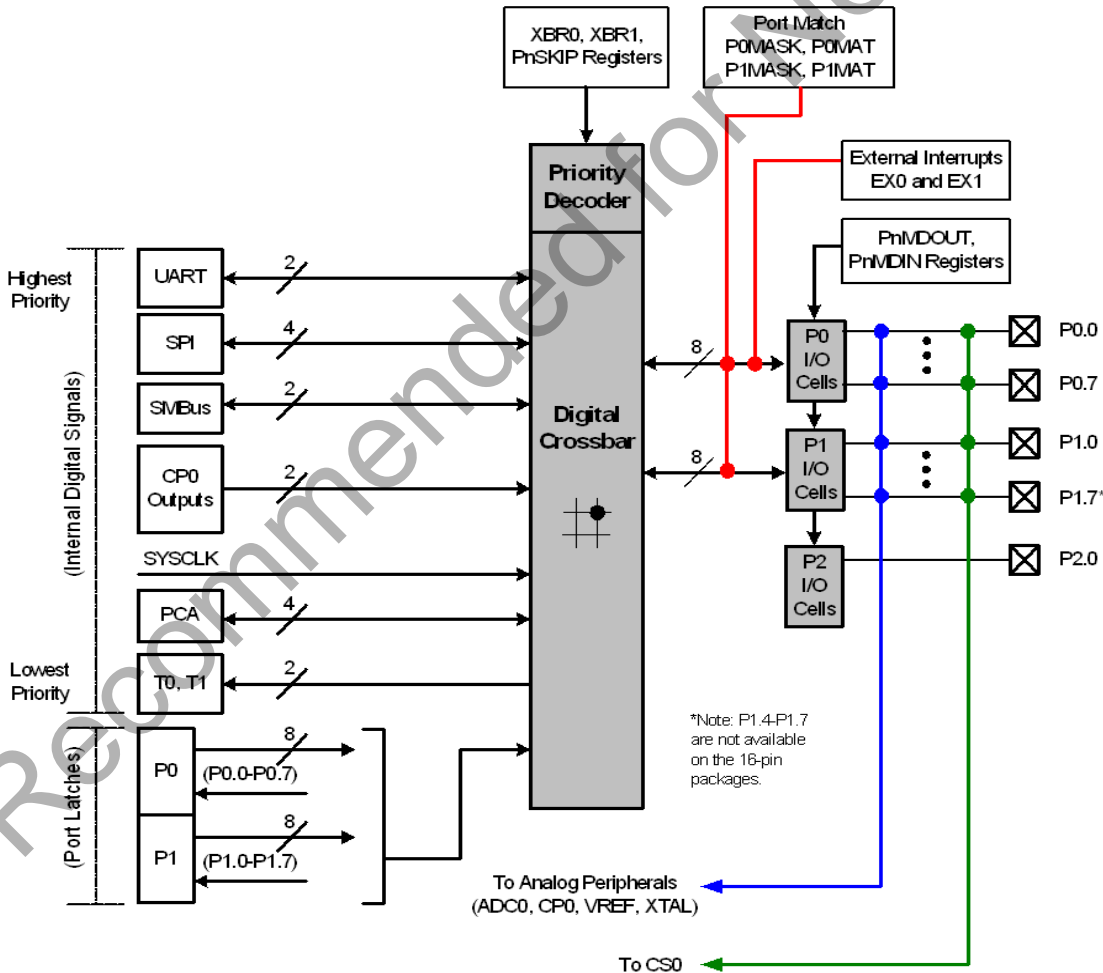 XBR0, XBR1,
PnSKIP Registers
Port Match
P0MASK, P0MAT
P1MASK, P1MAT
External Interrupts
EX0 and EX1
Priority
Decoder
PnMDOUT,
PnMDIN Registers
Highest
Priority
UART
2
SPI
4
SMBus
2
CP0
Outputs
2
SYSCLK
PCA
4
Lowest
Priority
T0, T1
2
(Internal Digital Signals)
Digital
Crossbar
8
8
P0
I/O
Cells
P1
I/O
Cells
P2
I/O
Cells
P0.0
P0.7
P1.0
P1.7*
P2.0
*Note: P1.4-P1.7
are not available
on the 16-pin
packages.
(Port Latches)
P0
8
(P0.0-P0.7)
P1
8
(P1.0-P1.7)
To Analog Peripherals
(ADC0, CP0, VREF, XTAL)
To CS0
Recommended for